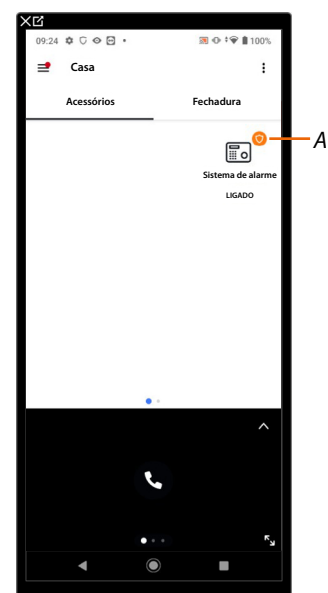 09:24
100%
Casa
Acessórios
Fechadura
A
Sistema de alarme
LIGADO